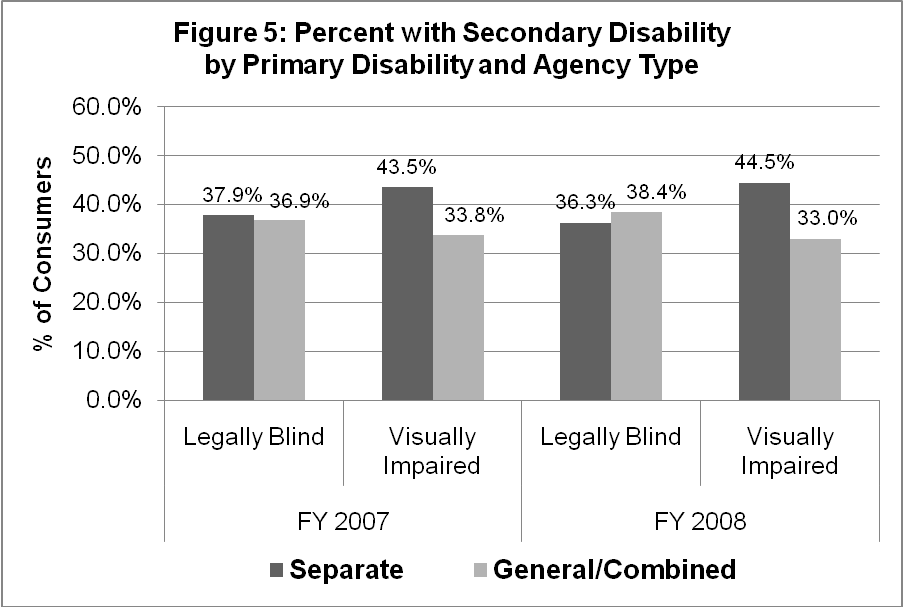 Figure 5: Percent with Secondary Disability
by Primary Disability and Agency Type
% of Consumers
60.0%
50.0%
40.0%
30.0%
20.0%
10.0%
0.0%
37.9%
36.9%
43.5%
33.8%
36.3%
38.4%
44.5%
33.0%
Legally Blind
Visually
Impaired
Legally Blind
Visually
Impaired
FY 2007
FY 2008
Separate
General/Combined